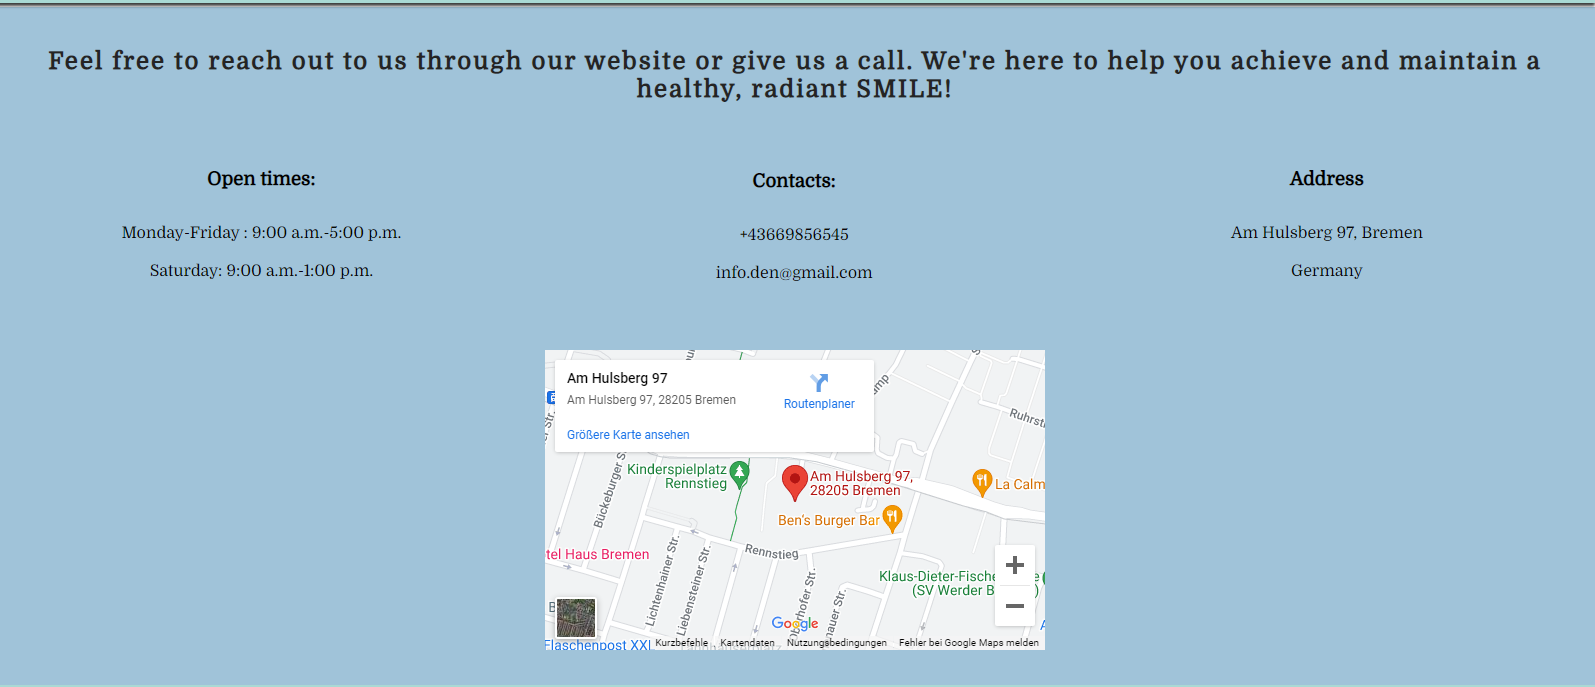 Feel free to reach out to us through our website or give us a call. We're here to help you achieve and maintain a
healthy, radiant SMILE!
Open times:
Monday-Friday : 9:00 a.m.-5:00 p.m.
Saturday: 9:00 a.m.-1:00 p.m.
Contacts:
+43669856545
info.den@gmail.com
Address
Am Hulsberg 97, Bremen
Germany
Am Hulsberg 97
Am Hulsberg 97, 28205 Bremen
Routenplaner
Größere Karte ansehen
Ruhrst
Kinderspielplatz
Rennstieg
Am Hulsberg 97,
28205 Bremen
La Calm
Bückeburger S
Ben's Burger Bar
Rennstieg
tel Haus Bremen
Lichtenhainer Str.
Liebensteiner Str.
Klaus-Dieter-Fische
(SV Werder B
Google
Flaschenpost XXL
Kurzbefehle
Kartendaten
Nutzungsbedingungen
Fehler bei Google Maps melden